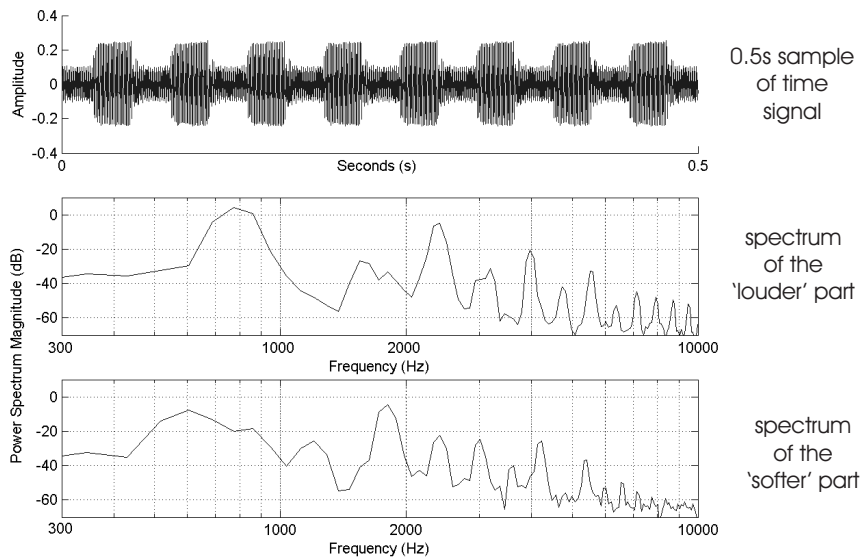 0.4
0.2
0
-0.2
-0.4
Amplitude
0
Seconds (s)
0.5
0.5s sample
of time
signal
Power Spectrum Magnitude (dB)
0
-20
-40
-60
300
1000
2000
10000
Frequency (Hz)
spectrum
of the
‘louder’ part
0
-20
-40
-60
300
1000
2000
10000
Frequency (Hz)
spectrum
of the
‘softer’ part